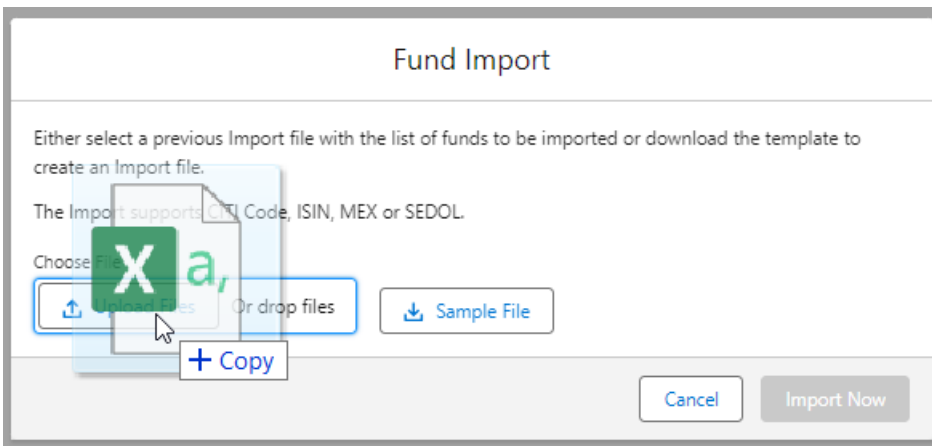 Fund Import
Either select a previous Import file with the list of funds to be imported or download the template to
create an Import file.
The Import supports CITI Code, ISIN, MEX or SEDOL.
Choose File
X a,
Upload Files Or drop files Sample File
+ Copy
Cancel Import Now